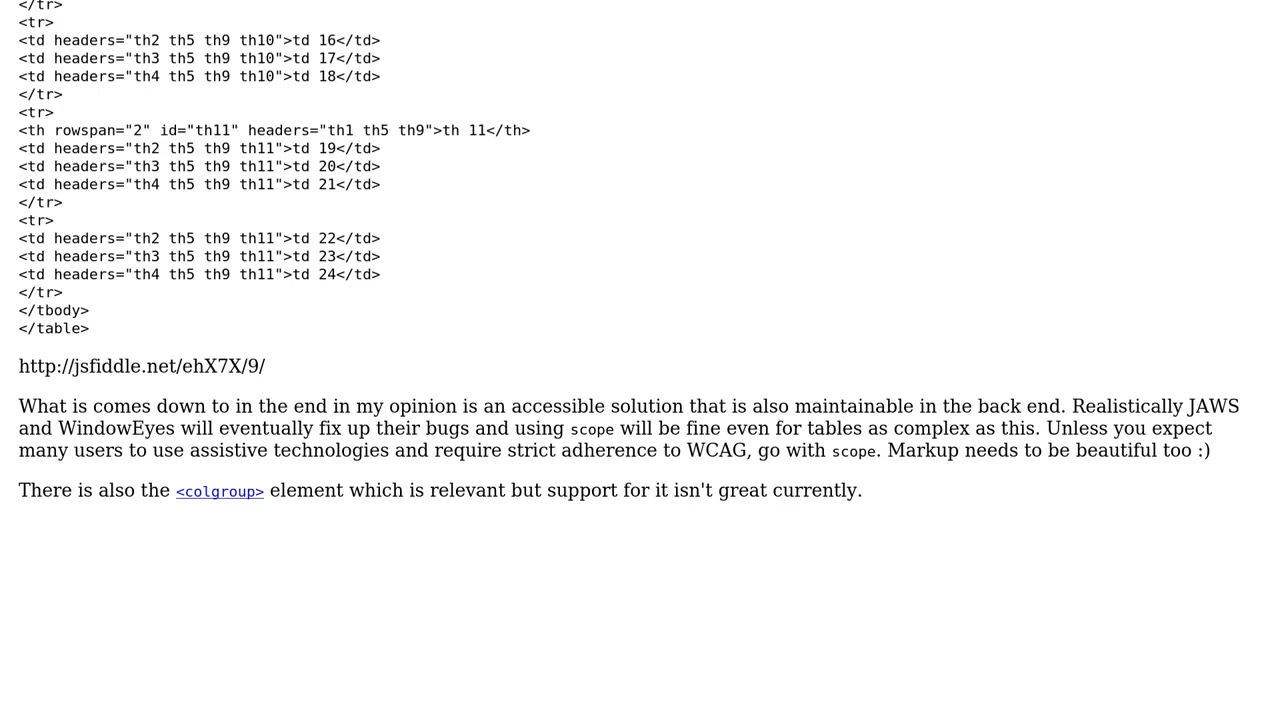 </tr>
<tr>
<td headers="th2 th5 th9 th10">td 16</td>
<td headers="th3 th5 th9 th10">td 17</td>
<td headers="th4 th5 th9 th10">td 18</td>
</tr>
<tr>
<th rowspan="2" id="th11" headers="th1 th5 th9">th 11</th>
<td headers="th2 th5 th9 th11">td 19</td>
<td headers="th3 th5 th9 th11">td 20</td>
<td headers="th4 th5 th9 th11">td 21</td>
</tr>
<tr>
<td headers="th2 th5 th9 th11">td 22</td>
<td headers="th3 th5 th9 th11">td 23</td>
<td headers="th4 th5 th9 th11">td 24</td>
</tr>
</tbody>
</table>
http://jsfiddle.net/ehX7X/9/
What is comes down to in the end in my opinion is an accessible solution that is also maintainable in the back end. Realistically JAWS
and WindowEyes will eventually fix up their bugs and using scope will be fine even for tables as complex as this. Unless you expect
many users to use assistive technologies and require strict adherence to WCAG, go with scope. Markup needs to be beautiful too :)
There is also the <colgroup> element which is relevant but support for it isn't great currently.